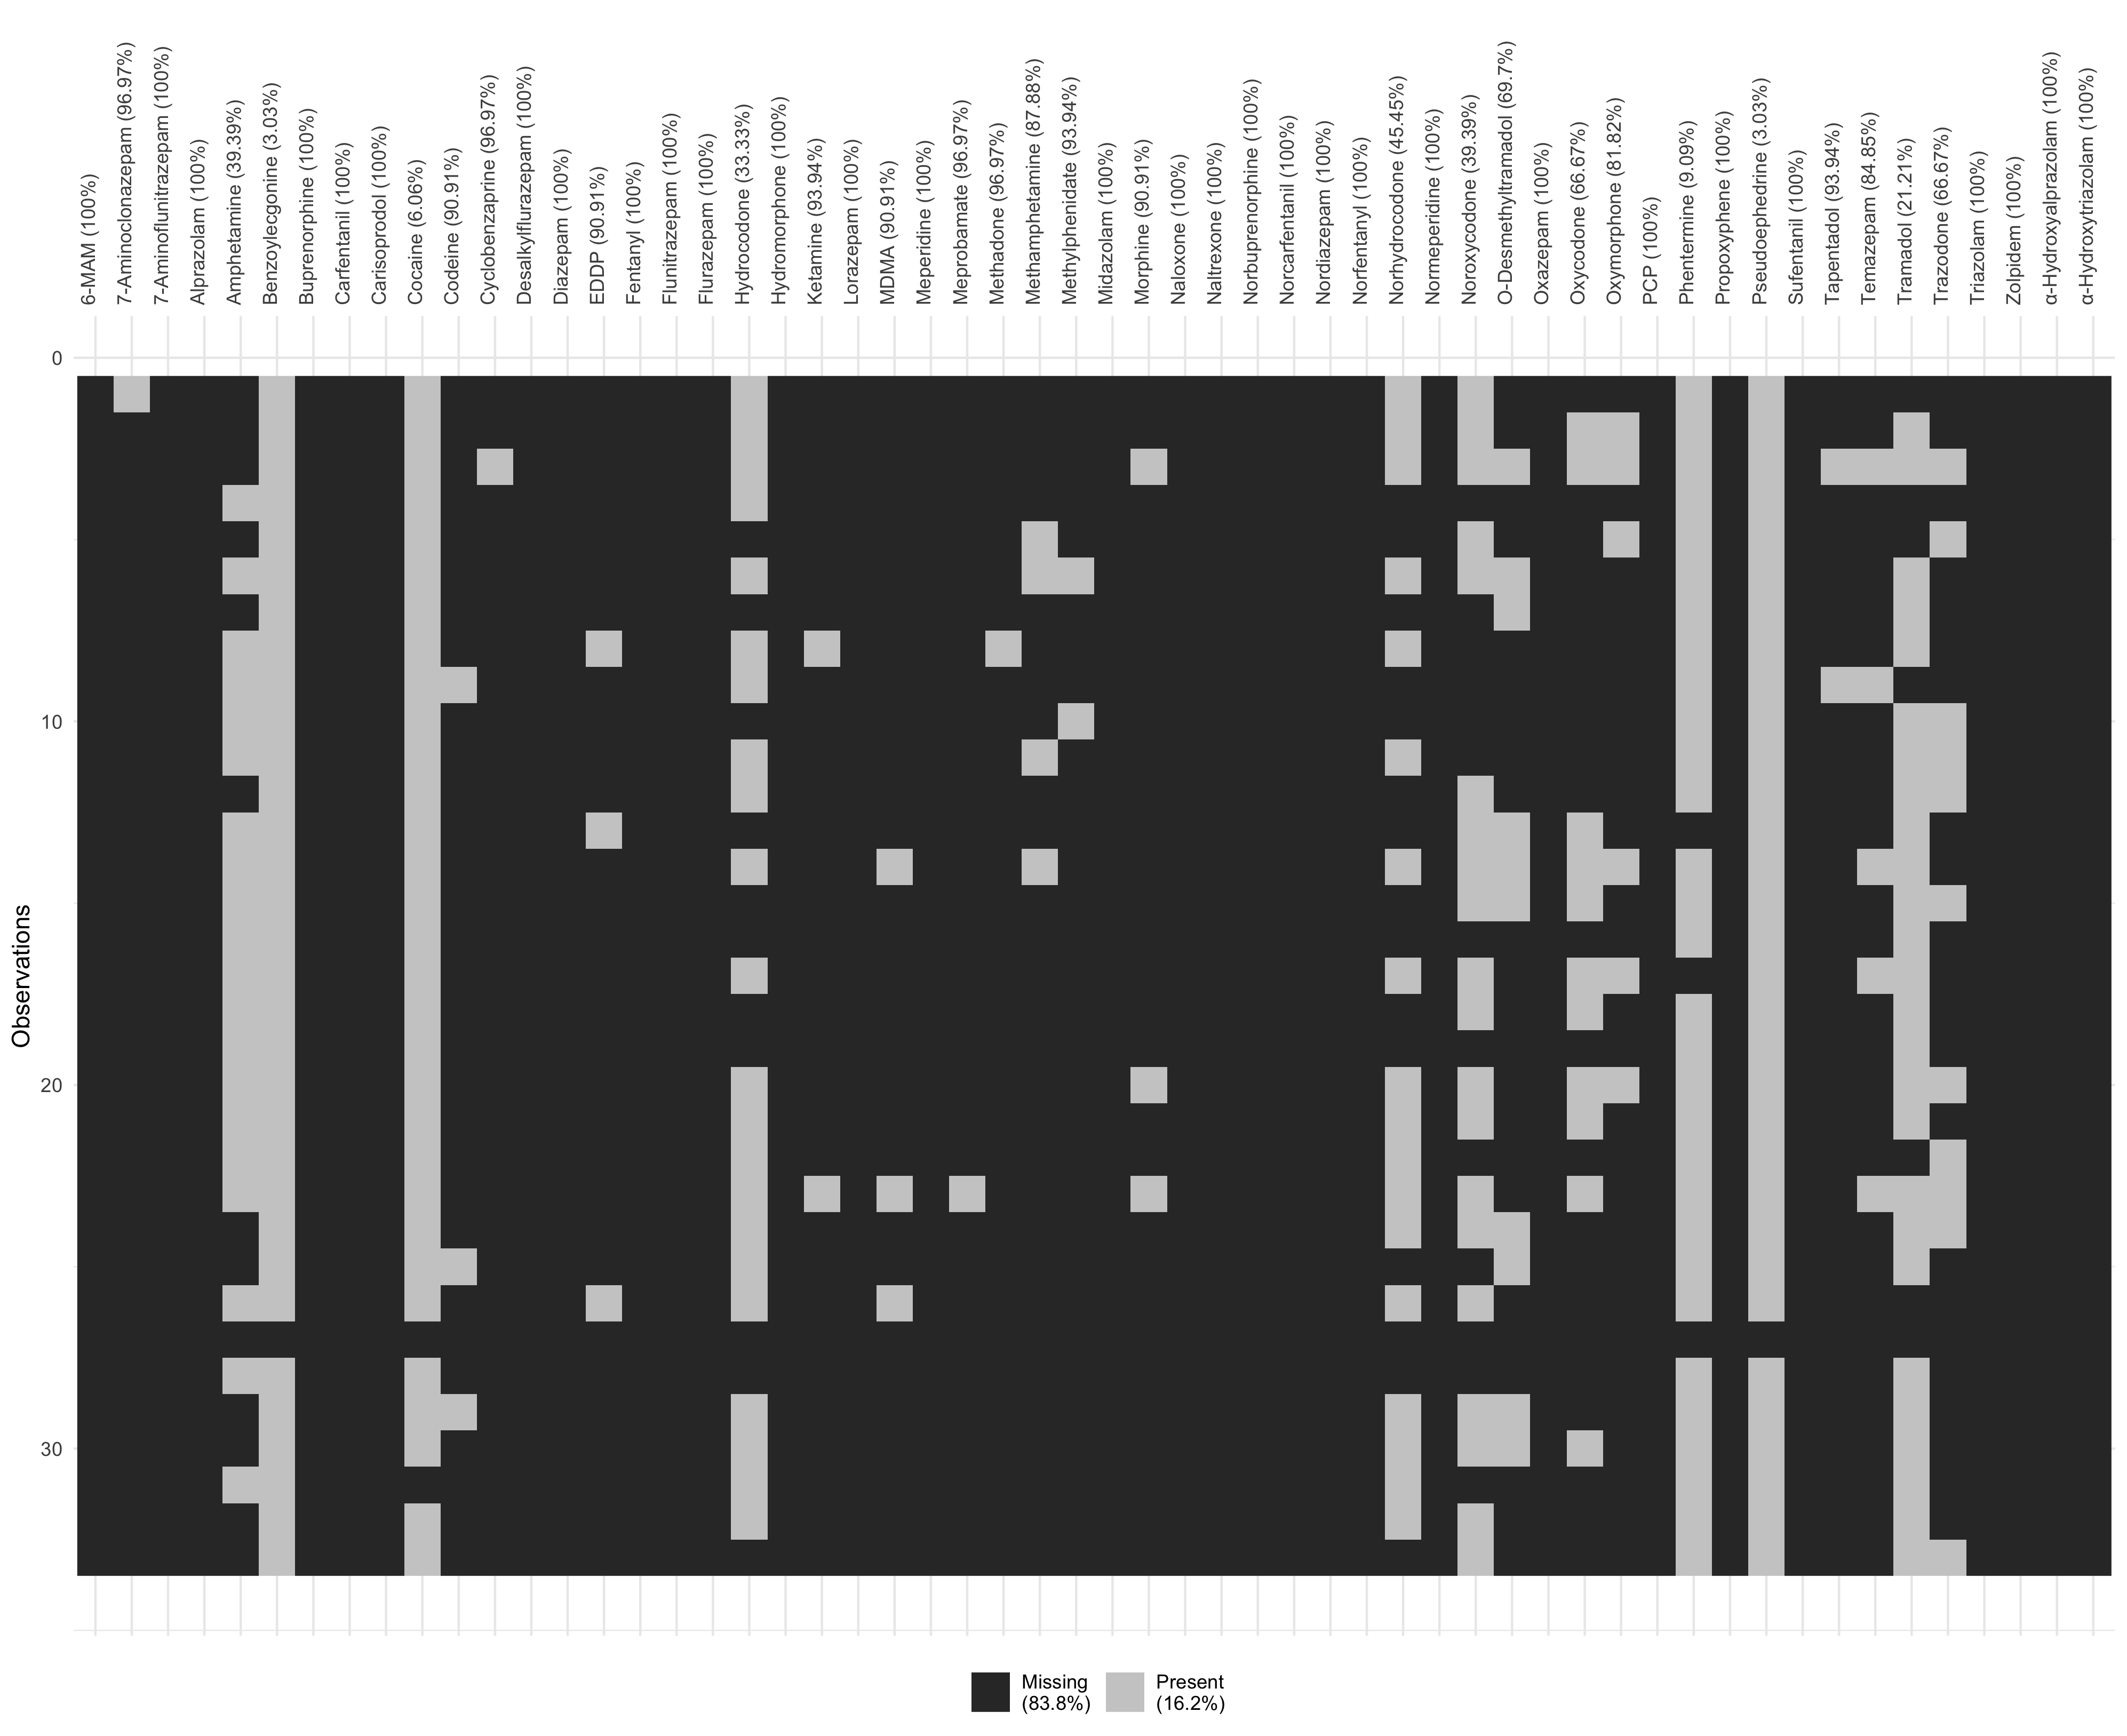 6-MAM (100%)
7-Aminoclonazepam (96.97%)
7-Aminoflunitrazepam (100%)
Alprazolam (100%)
Amphetamine (39.39%)
Benzoylecgonine (3.03%)
Buprenorphine (100%)
Carfentanil (100%)
Carisoprodol (100%)
Cocaine (6.06%)
Codeine (90.91%)
Cyclobenzaprine (96.97%)
Desalkylflurazepam (100%)
Diazepam (100%)
EDDP (90.91%)
Fentanyl (100%)
Flunitrazepam (100%)
Flurazepam (100%)
Hydrocodone (33.33%)
Hydromorphone (100%)
Ketamine (93.94%)
Lorazepam (100%)
MDMA (90.91%)
Meperidine (100%)
Meprobamate (96.97%)
Methadone (96.97%)
Methamphetamine (87.88%)
Methylphenidate (93.94%)
Midazolam (100%)
Morphine (90.91%)
Naloxone (100%)
Naltrexone (100%)
Norbuprenorphine (100%)
Norcarfentanil (100%)
Nordiazepam (100%)
Norfentanyl (100%)
Norhydrocodone (45.45%)
Normeperidine (100%)
Noroxycodone (39.39%)
O-Desmethyltramadol (69.7%)
Oxazepam (100%)
Oxycodone (66.67%)
Oxymorphone (81.82%)
PCP (100%)
Phentermine (9.09%)
Propoxyphene (100%)
Pseudoephedrine (3.03%)
Sufentanil (100%)
Tapentadol (93.94%)
Temazepam (84.85%)
Tramadol (21.21%)
Trazodone (66.67%)
Triazolam (100%)
Zolpidem (100%)
α-Hydroxyalprazolam (100%)
α-Hydroxytriazolam (100%)
0
10
20
30
Observations
Missing
(83.8%)
Present
(16.2%)